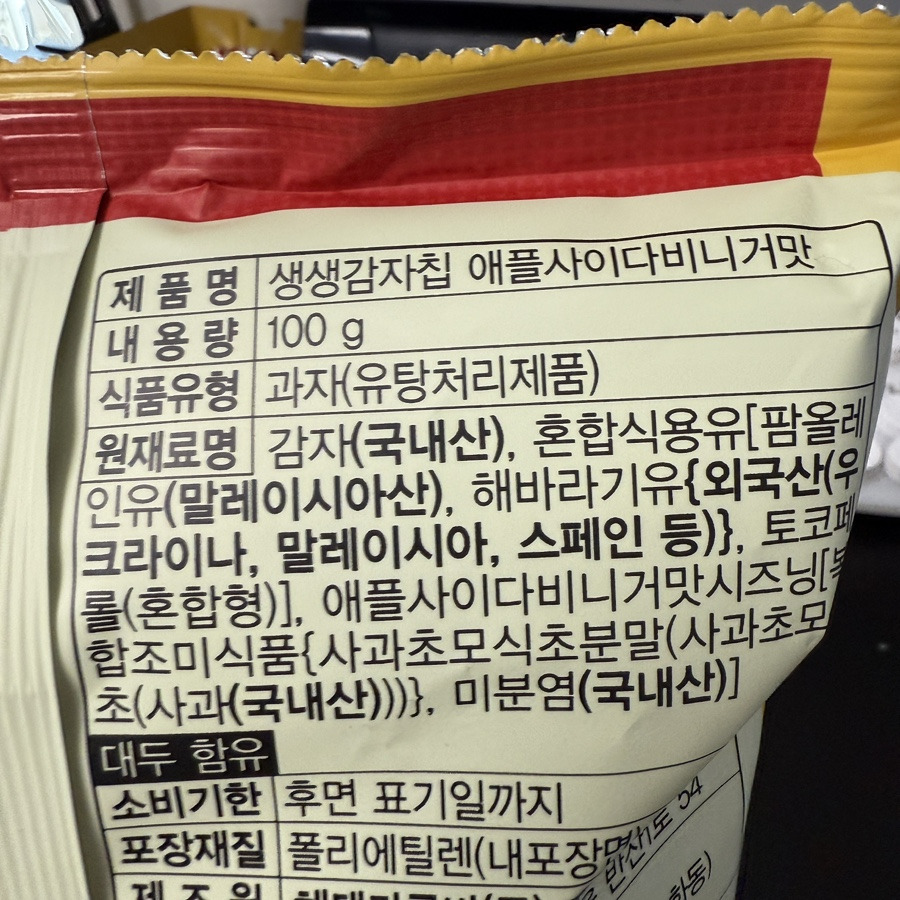 제 품 명 생생감자칩 애플사이다비니거맛
내 용 량 100 g
식품유형 과자(유탕처리제품)
원재료명 감자(국내산), 혼합식용유[팜올레
인유(말레이시아산), 해바라기유{외국산(우
크라이나, 말레이시아, 스페인 등)}, 토코페
롤(혼합형)], 애플사이다비니거맛시즈닝[복
합조미식품{사과초모식초분말(사과초모
초(사과(국내산)))}, 미분염(국내산)]
대두 함유
소비기한 후면 표기일까지
포장재질 폴리에틸렌(내포장면)
제 조 원